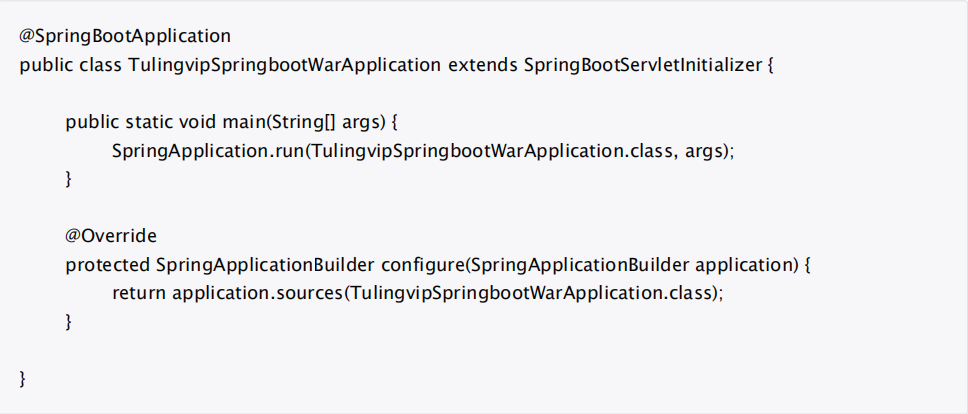 @SpringBootApplication
public class TulingvipSpringbootWarApplication extends SpringBootServletInitializer {
public static void main(String[] args) {
SpringApplication.run(TulingvipSpringbootWarApplication.class, args);
}
@Override
protected SpringApplicationBuilder configure(SpringApplicationBuilder application) {
return application.sources(TulingvipSpringbootWarApplication.class);
}
}